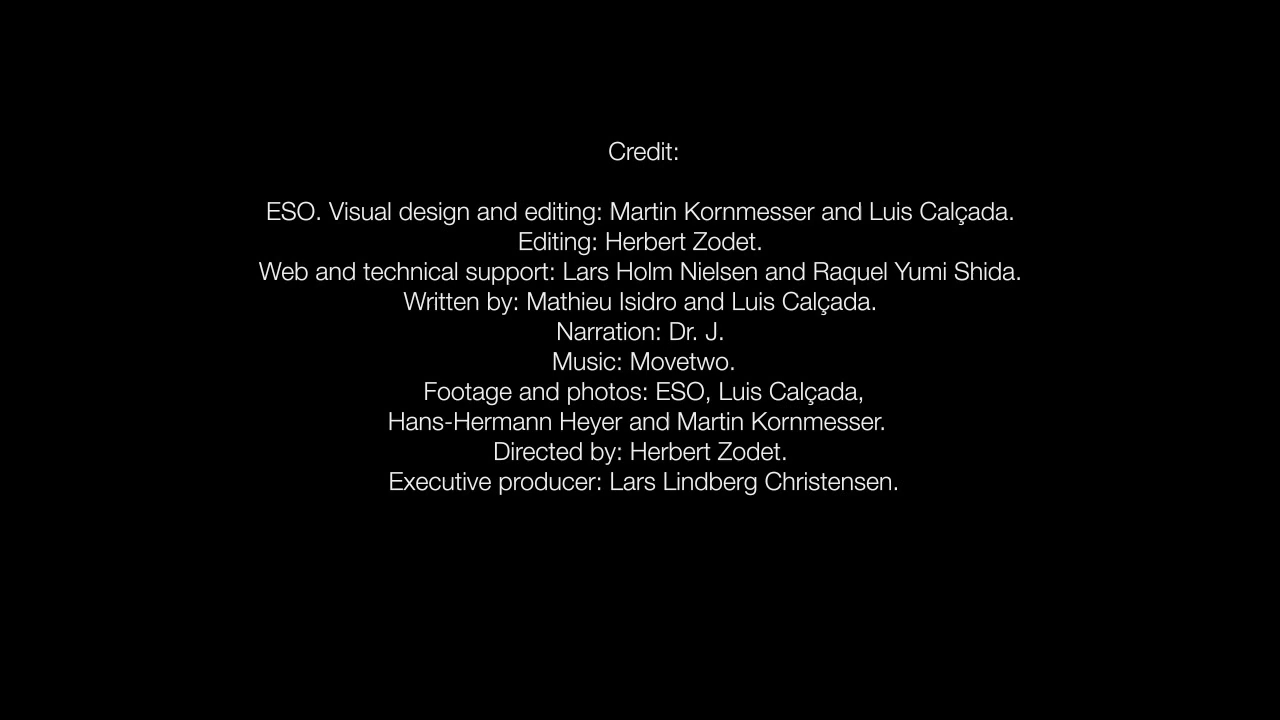 Credit:
ESO. Visual design and editing: Martin Kornmesser and Luis Calçada.
Editing: Herbert Zodet.
Web and technical support: Lars Holm Nielsen and Raquel Yumi Shida.
Written by: Mathieu Isidro and Luis Calçada.
Narration: Dr. J.
Music: Movetwo.
Footage and photos: ESO, Luis Calçada,
Hans-Hermann Heyer and Martin Kornmesser.
Directed by: Herbert Zodet.
Executive producer: Lars Lindberg Christensen.